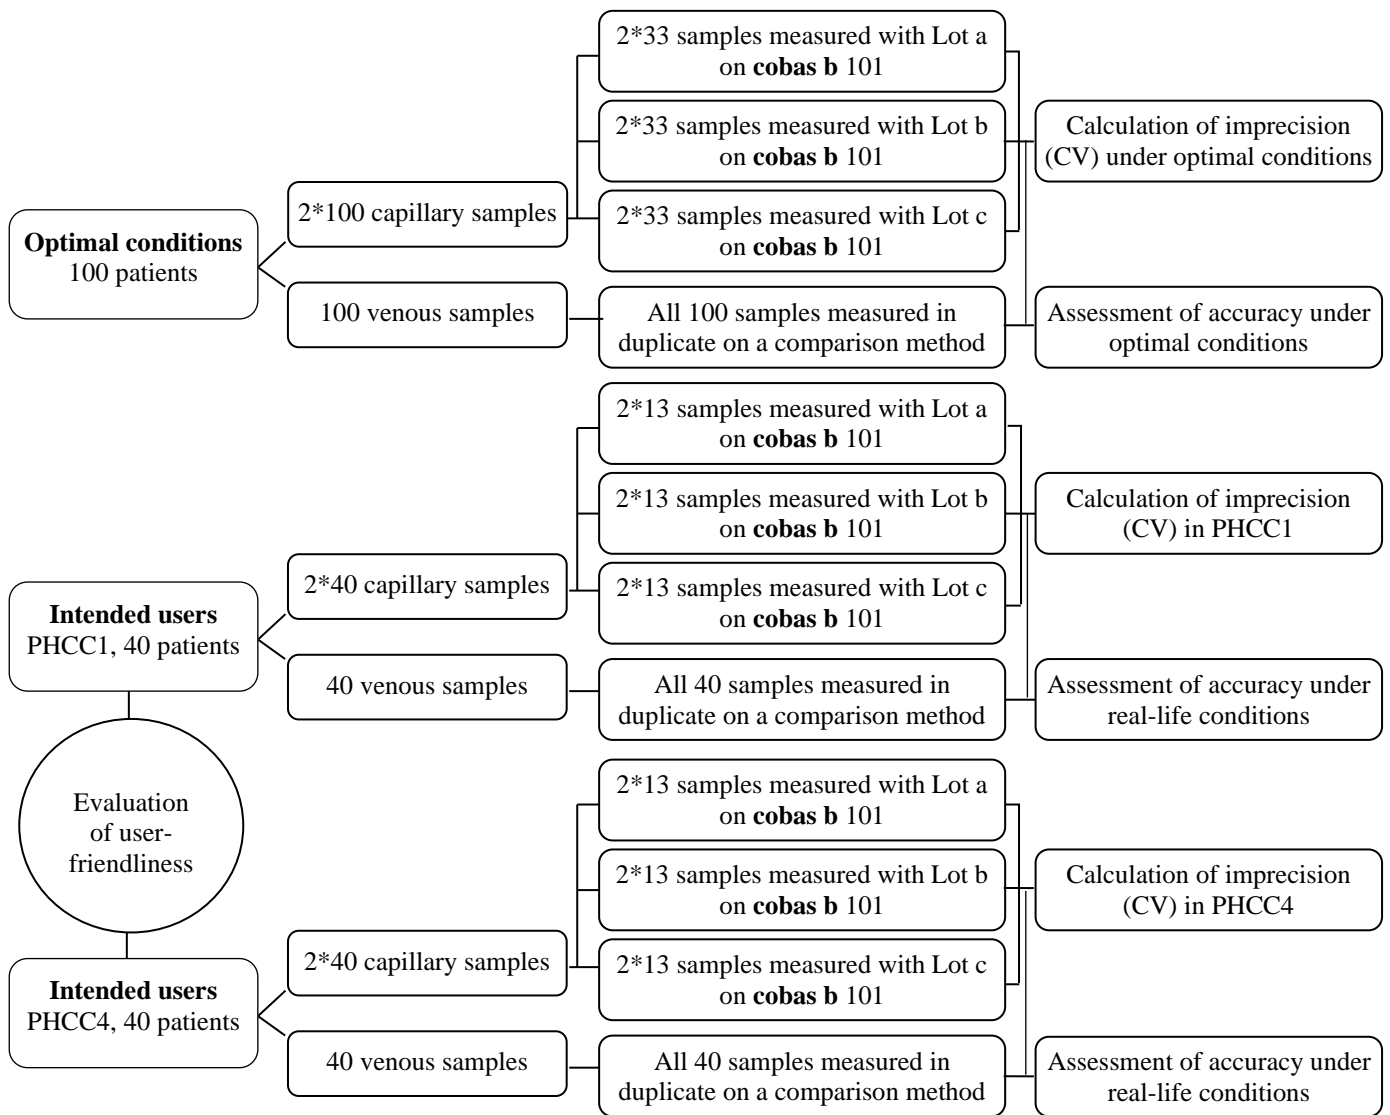 Optimal conditions
100 patients
2*100 capillary samples
100 venous samples
2*33 samples measured with Lot a
on cobas b 101
2*33 samples measured with Lot b
on cobas b 101
2*33 samples measured with Lot c
on cobas b 101
All 100 samples measured in
duplicate on a comparison method
Calculation of imprecision
(CV) under optimal conditions
Assessment of accuracy under
optimal conditions
Intended users
PHCC1, 40 patients
2*40 capillary samples
40 venous samples
2*13 samples measured with Lot a
on cobas b 101
2*13 samples measured with Lot b
on cobas b 101
2*13 samples measured with Lot c
on cobas b 101
All 40 samples measured in
duplicate on a comparison method
Calculation of imprecision
(CV) in PHCC1
Assessment of accuracy under
real-life conditions
Evaluation
of user-
friendliness
Intended users
PHCC4, 40 patients
2*40 capillary samples
40 venous samples
2*13 samples measured with Lot a
on cobas b 101
2*13 samples measured with Lot b
on cobas b 101
2*13 samples measured with Lot c
on cobas b 101
All 40 samples measured in
duplicate on a comparison method
Calculation of imprecision
(CV) in PHCC4
Assessment of accuracy under
real-life conditions